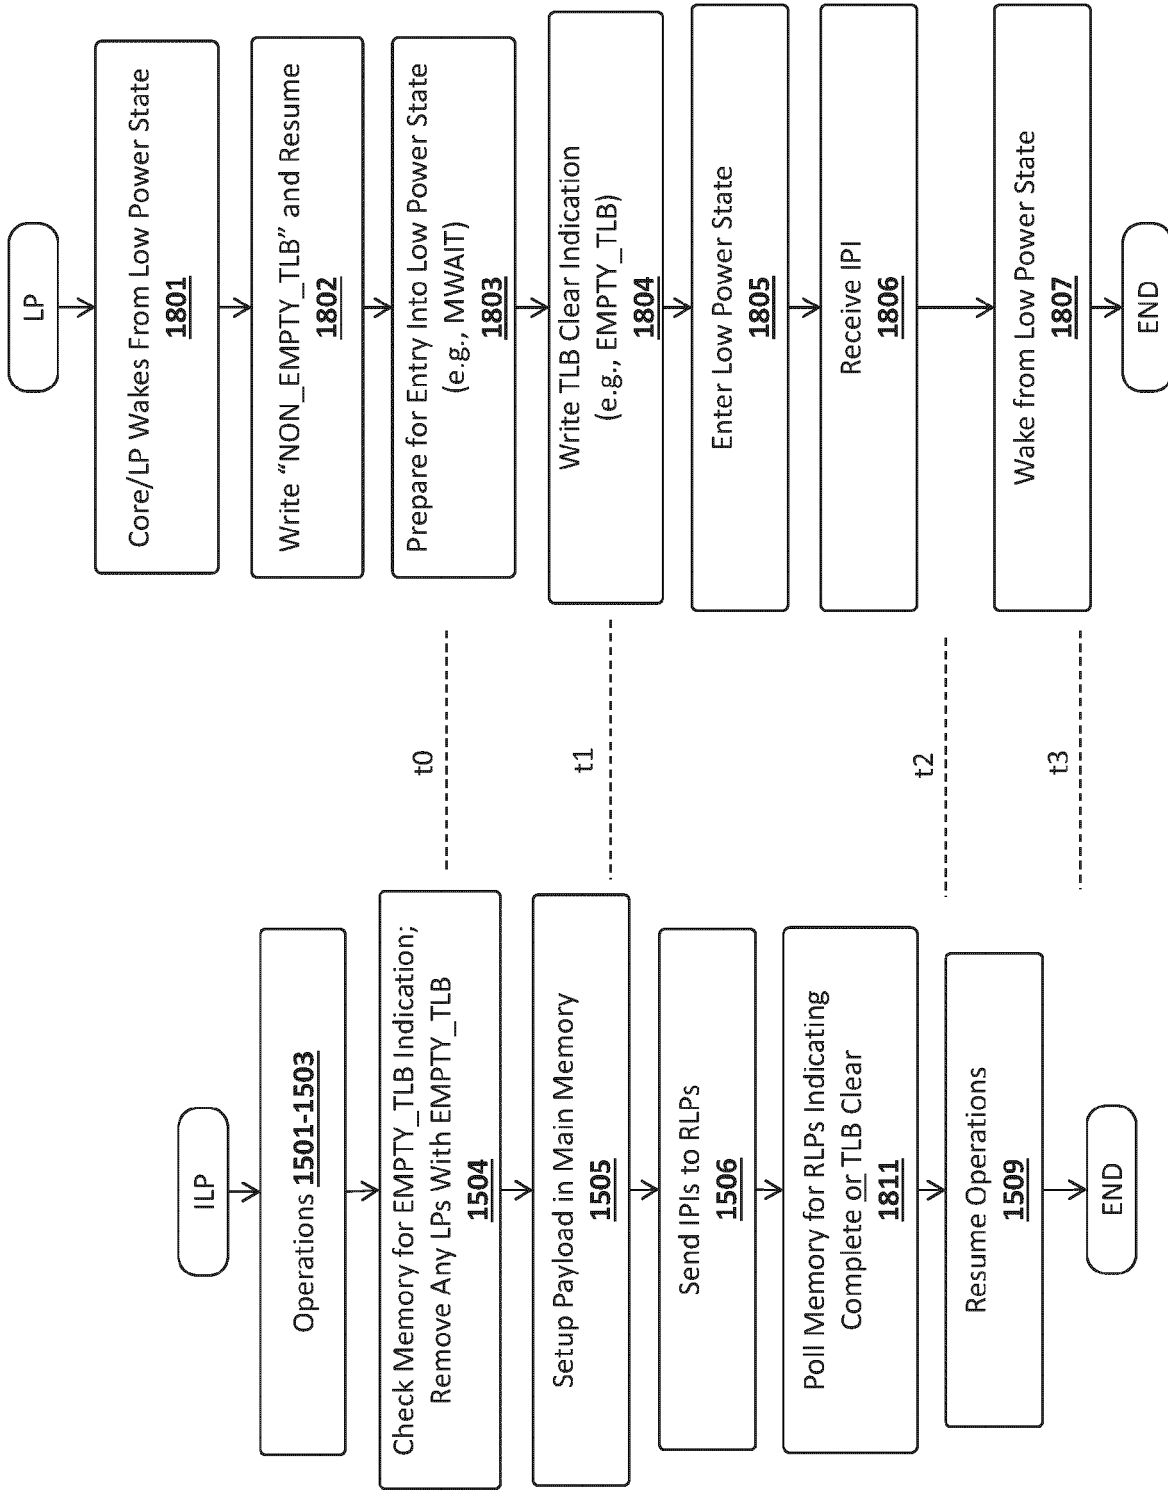 ILP
Operations 1501-1503
Check Memory for EMPTY_TLB Indication;
Remove Any LPs With EMPTY_TLB
1504
Setup Payload in Main Memory
1505
Send IPIs to RLPs
1506
Poll Memory for RLPs Indicating
Complete or TLB Clear
1811
Resume Operations
1509
END
t0
t1
t2
t3
LP
Core/LP Wakes From Low Power State
1801
Write “NON_EMPTY_TLB” and Resume
1802
Prepare for Entry Into Low Power State
(e.g., MWAIT)
1803
Write TLB Clear Indication
(e.g., EMPTY_TLB)
1804
Enter Low Power State
1805
Receive IPI
1806
Wake from Low Power State
1807
END